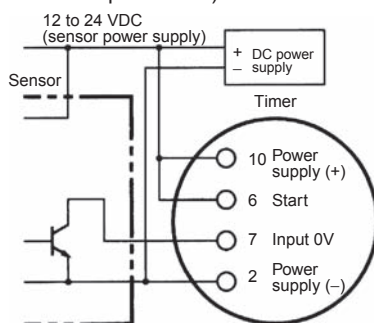 12 to 24 VDC
(sensor power supply)
+ DC power
– supply
Sensor
Timer
10 Power
supply (+)
6 Start
7 Input 0V
2 Power
supply (–)